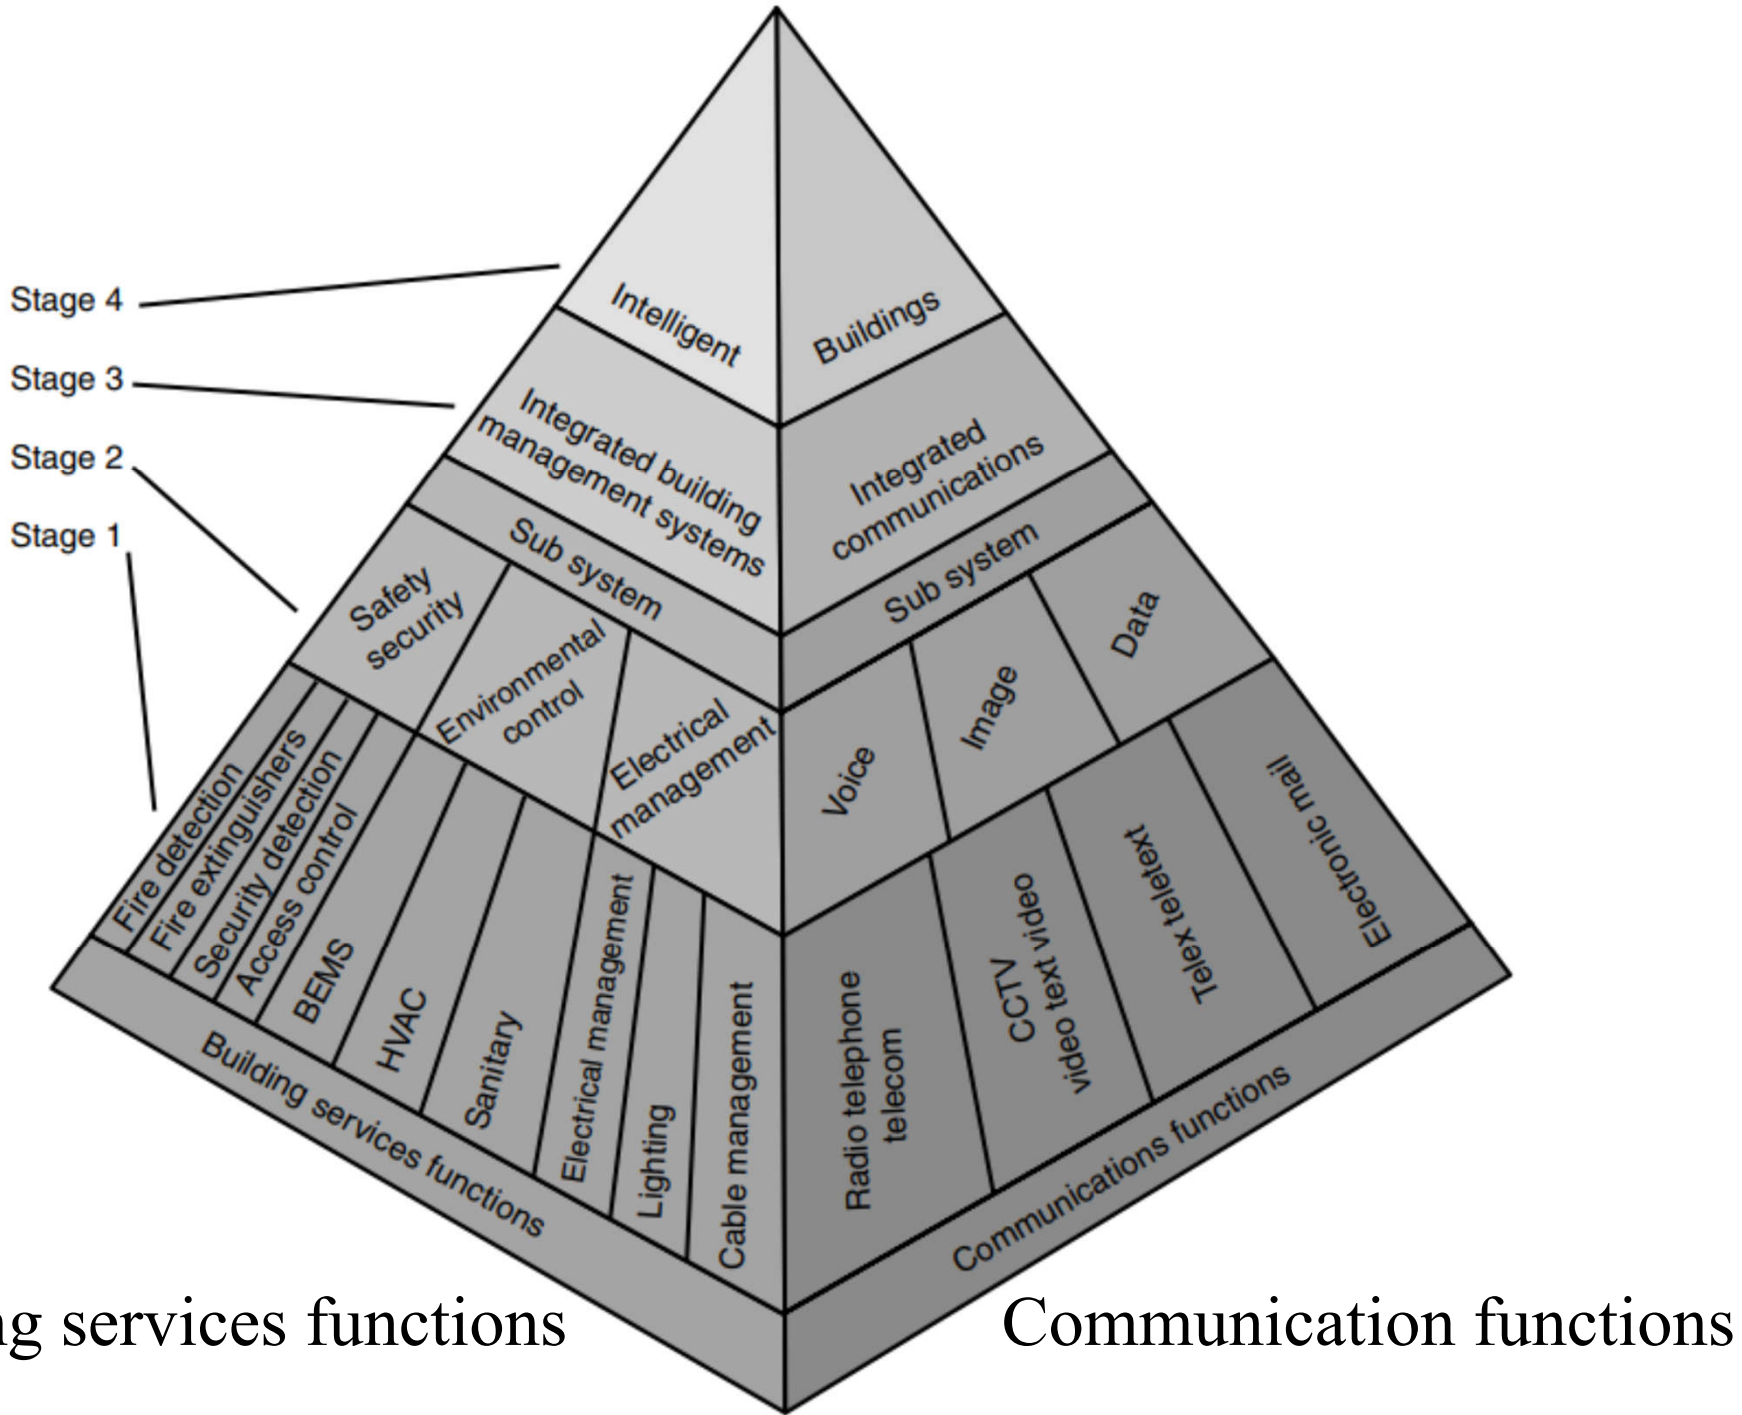 Stage 4
Stage 3
Stage 2
Stage 1
Intelligent
Buildings
Integrated building
management systems
Integrated
communications
Sub system
Sub system
Safety
security
Environmental
control
Electrical
management
Voice
Image
Data
Fire detection
Fire extinguishers
Security detection
Access control
BEMS
HVAC
Sanitary
Electrical management
Lighting
Cable management
Radio telephone
telecom
CCTV
video text video
Telex teletext
Electronic mail
Building services functions
Communications functions
ng services functions
Communication functions